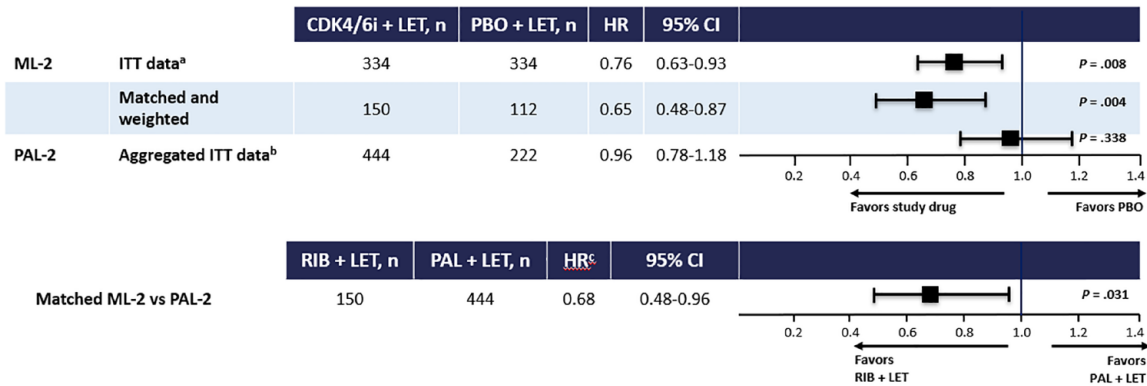 CDK4/6i + LET, n PBO + LET, n HR 95% CI
ML-2 ITT dataᵃ 334 334 0.76 0.63-0.93 P = .008
Matched and weighted 150 112 0.65 0.48-0.87 P = .004
PAL-2 Aggregated ITT dataᵇ 444 222 0.96 0.78-1.18 P = .338
0.2 0.4 0.6 0.8 1.0 1.2 1.4
Favors study drug Favors PBO
RIB + LET, n PAL + LET, n HRᶜ 95% CI
Matched ML-2 vs PAL-2 150 444 0.68 0.48-0.96 P = .031
0.2 0.4 0.6 0.8 1.0 1.2 1.4
Favors RIB + LET Favors PAL + LET